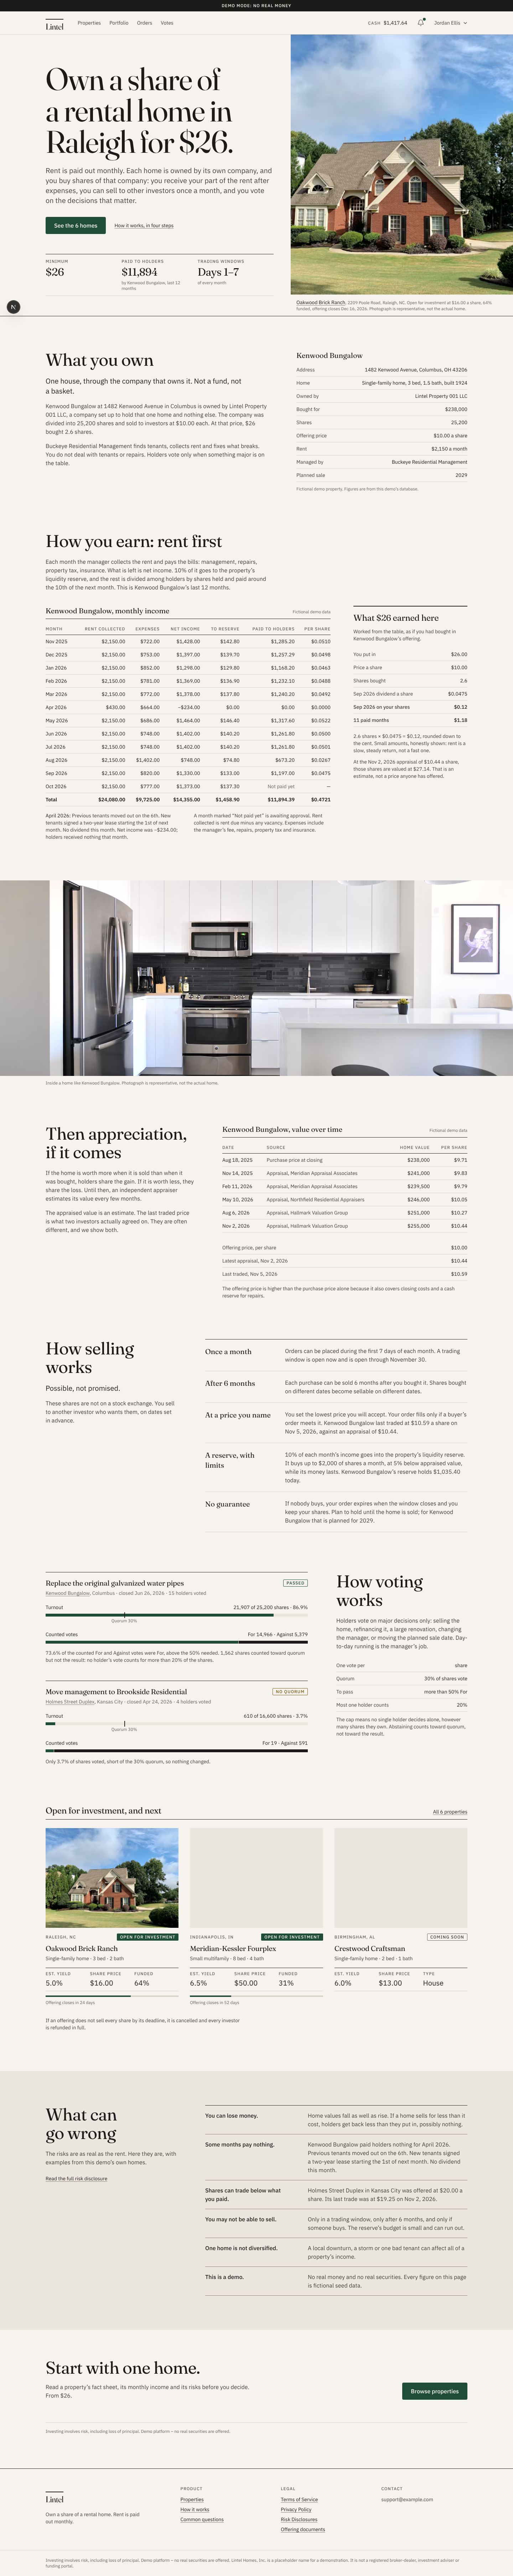 DEMO MODE: NO REAL MONEY
Lintel
Properties Portfolio Orders Votes
CASH $1,417.64 Jordan Ellis
Own a share of
a rental home in
Raleigh for $26.
Rent is paid out monthly. Each home is owned by its own company, and
you buy shares of that company: you receive your part of the rent after
expenses, you can sell to other investors once a month, and you vote
on the decisions that matter.
See the 6 homes
How it works, in four steps
MINIMUM
$26
PAID TO HOLDERS
$11,894
by Kenwood Bungalow, last 12
months
TRADING WINDOWS
Days 1–7
of every month
N
Oakwood Brick Ranch, 2209 Poole Road, Raleigh, NC. Open for investment at $16.00 a share, 64%
funded, offering closes Dec 16, 2026. Photograph is representative, not the actual home.
What you own
One house, through the company that owns it. Not a fund, not
a basket.
Kenwood Bungalow at 1482 Kenwood Avenue in Columbus is owned by Lintel Property
001 LLC, a company set up to hold that one home and nothing else. The company was
divided into 25,200 shares and sold to investors at $10.00 each. At that price, $26
bought 2.6 shares.
Buckeye Residential Management finds tenants, collects rent and fixes what breaks.
You do not deal with tenants or repairs. Holders vote only when something major is on
the table.
Kenwood Bungalow
Address 1482 Kenwood Avenue, Columbus, OH 43206
Home Single-family home, 3 bed, 1.5 bath, built 1924
Owned by Lintel Property 001 LLC
Bought for $238,000
Shares 25,200
Offering price $10.00 a share
Rent $2,150 a month
Managed by Buckeye Residential Management
Planned sale 2029
Fictional demo property. Figures are from this demo's database.
How you earn: rent first
Each month the manager collects the rent and pays the bills: management, repairs,
property tax, insurance. What is left is net income. 10% of it goes to the property's
liquidity reserve, and the rest is divided among holders by shares held and paid around
the 10th of the next month. This is Kenwood Bungalow's last 12 months.
Kenwood Bungalow, monthly income
Fictional demo data
MONTH RENT COLLECTED EXPENSES NET INCOME TO RESERVE PAID TO HOLDERS PER SHARE
Nov 2025 $2,150.00 $722.00 $1,428.00 $142.80 $1,285.20 $0.0510
Dec 2025 $2,150.00 $753.00 $1,397.00 $139.70 $1,257.29 $0.0498
Jan 2026 $2,150.00 $852.00 $1,298.00 $129.80 $1,168.20 $0.0463
Feb 2026 $2,150.00 $781.00 $1,369.00 $136.90 $1,232.10 $0.0488
Mar 2026 $2,150.00 $772.00 $1,378.00 $137.80 $1,240.20 $0.0492
Apr 2026 $430.00 $664.00 −$234.00 $0.00 $0.00 $0.0000
May 2026 $2,150.00 $686.00 $1,464.00 $146.40 $1,317.60 $0.0522
Jun 2026 $2,150.00 $748.00 $1,402.00 $140.20 $1,261.80 $0.0500
Jul 2026 $2,150.00 $748.00 $1,402.00 $140.20 $1,261.80 $0.0501
Aug 2026 $2,150.00 $1,402.00 $748.00 $74.80 $673.20 $0.0267
Sep 2026 $2,150.00 $820.00 $1,330.00 $133.00 $1,197.00 $0.0475
Oct 2026 $2,150.00 $777.00 $1,373.00 $137.30 Not paid yet —
Total $24,080.00 $9,725.00 $14,355.00 $1,458.90 $11,894.39 $0.4721
April 2026: Previous tenants moved out on the 6th. New
tenants signed a two-year lease starting the 1st of next
month. No dividend this month. Net income was −$234.00;
holders received nothing that month.
A month marked “Not paid yet” is awaiting approval. Rent
collected is rent due minus any vacancy. Expenses include
the manager's fee, repairs, property tax and insurance.
What $26 earned here
Worked from the table, as if you had bought in
Kenwood Bungalow's offering.
You put in $26.00
Price a share $10.00
Shares bought 2.6
Sep 2026 dividend a share $0.0475
Sep 2026 on your shares $0.12
11 paid months $1.18
2.6 shares × $0.0475 = $0.12, rounded down to
the cent. Small amounts, honestly shown: rent is a
slow, steady return, not a fast one.
At the Nov 2, 2026 appraisal of $10.44 a share,
those shares are valued at $27.14. That is an
estimate, not a price anyone has offered.
Inside a home like Kenwood Bungalow. Photograph is representative, not the actual home.
Then appreciation,
if it comes
If the home is worth more when it is sold than when it
was bought, holders share the gain. If it is worth less, they
share the loss. Until then, an independent appraiser
estimates its value every few months.
The appraised value is an estimate. The last traded price
is what two investors actually agreed on. They are often
different, and we show both.
Kenwood Bungalow, value over time
Fictional demo data
DATE SOURCE HOME VALUE PER SHARE
Aug 18, 2025 Purchase price at closing $238,000 $9.71
Nov 14, 2025 Appraisal, Meridian Appraisal Associates $241,000 $9.83
Feb 11, 2026 Appraisal, Meridian Appraisal Associates $239,500 $9.79
May 10, 2026 Appraisal, Northfield Residential Appraisers $246,000 $10.05
Aug 6, 2026 Appraisal, Hallmark Valuation Group $251,000 $10.27
Nov 2, 2026 Appraisal, Hallmark Valuation Group $255,000 $10.44
Offering price, per share $10.00
Latest appraisal, Nov 2, 2026 $10.44
Last traded, Nov 5, 2026 $10.59
The offering price is higher than the purchase price alone because it also covers closing costs and a cash
reserve for repairs.
How selling
works
Possible, not promised.
These shares are not on a stock exchange. You sell
to another investor who wants them, on dates set
in advance.
Once a month
Orders can be placed during the first 7 days of each month. A trading
window is open now and is open through November 30.
After 6 months
Each purchase can be sold 6 months after you bought it. Shares bought
on different dates become sellable on different dates.
At a price you name
You set the lowest price you will accept. Your order fills only if a buyer's
order meets it. Kenwood Bungalow last traded at $10.59 a share on
Nov 5, 2026, against an appraisal of $10.44.
A reserve, with
limits
10% of each month's income goes into the property's liquidity reserve.
It buys up to $2,000 of shares a month, at 5% below appraised value,
while its money lasts. Kenwood Bungalow's reserve holds $1,035.40
today.
No guarantee
If nobody buys, your order expires when the window closes and you
keep your shares. Plan to hold until the home is sold; for Kenwood
Bungalow that is planned for 2029.
Replace the original galvanized water pipes
PASSED
Kenwood Bungalow, Columbus · closed Jun 26, 2026 · 15 holders voted
Turnout 21,907 of 25,200 shares · 86.9%
Quorum 30%
Counted votes For 14,966 · Against 5,379
73.6% of the counted For and Against votes were For, above the 50% needed. 1,562 shares counted toward quorum
but not the result: no holder's vote counts for more than 20% of the shares.
Move management to Brookside Residential
NO QUORUM
Holmes Street Duplex, Kansas City · closed Apr 24, 2026 · 4 holders voted
Turnout 610 of 16,600 shares · 3.7%
Quorum 30%
Counted votes For 19 · Against 591
Only 3.7% of shares voted, short of the 30% quorum, so nothing changed.
How voting
works
Holders vote on major decisions only: selling the
home, refinancing it, a large renovation, changing
the manager, or moving the planned sale date. Day-
to-day running is the manager's job.
One vote per share
Quorum 30% of shares vote
To pass more than 50% For
Most one holder counts 20%
The cap means no single holder decides alone, however
many shares they own. Abstaining counts toward quorum,
not toward the result.
Open for investment, and next
All 6 properties
RALEIGH, NC OPEN FOR INVESTMENT
Oakwood Brick Ranch
Single-family home · 3 bed · 2 bath
EST. YIELD SHARE PRICE FUNDED
5.0% $16.00 64%
Offering closes in 24 days
INDIANAPOLIS, IN OPEN FOR INVESTMENT
Meridian-Kessler Fourplex
Small multifamily · 8 bed · 4 bath
EST. YIELD SHARE PRICE FUNDED
6.5% $50.00 31%
Offering closes in 52 days
BIRMINGHAM, AL COMING SOON
Crestwood Craftsman
Single-family home · 2 bed · 1 bath
EST. YIELD SHARE PRICE TYPE
6.0% $13.00 House
If an offering does not sell every share by its deadline, it is cancelled and every investor
is refunded in full.
What can
go wrong
The risks are as real as the rent. Here they are, with
examples from this demo's own homes.
Read the full risk disclosure
You can lose money.
Home values fall as well as rise. If a home sells for less than it
cost, holders get back less than they put in, possibly nothing.
Some months pay nothing.
Kenwood Bungalow paid holders nothing for April 2026.
Previous tenants moved out on the 6th. New tenants signed
a two-year lease starting the 1st of next month. No dividend
this month.
Shares can trade below what
you paid.
Holmes Street Duplex in Kansas City was offered at $20.00 a
share. Its last trade was at $19.25 on Nov 2, 2026.
You may not be able to sell.
Only in a trading window, only after 6 months, and only if
someone buys. The reserve's budget is small and can run out.
One home is not diversified.
A local downturn, a storm or one bad tenant can affect all of a
property's income.
This is a demo.
No real money and no real securities. Every figure on this page
is fictional seed data.
Start with one home.
Read a property's fact sheet, its monthly income and its risks before you decide.
From $26.
Browse properties
Investing involves risk, including loss of principal. Demo platform – no real securities are offered.
Lintel
Own a share of a rental home. Rent is paid
out monthly.
PRODUCT
Properties
How it works
Common questions
LEGAL
Terms of Service
Privacy Policy
Risk Disclosures
Offering documents
CONTACT
support@example.com
Investing involves risk, including loss of principal. Demo platform – no real securities are offered. Lintel Homes, Inc. is a placeholder name for a demonstration. It is not a registered broker-dealer, investment adviser or
funding portal.